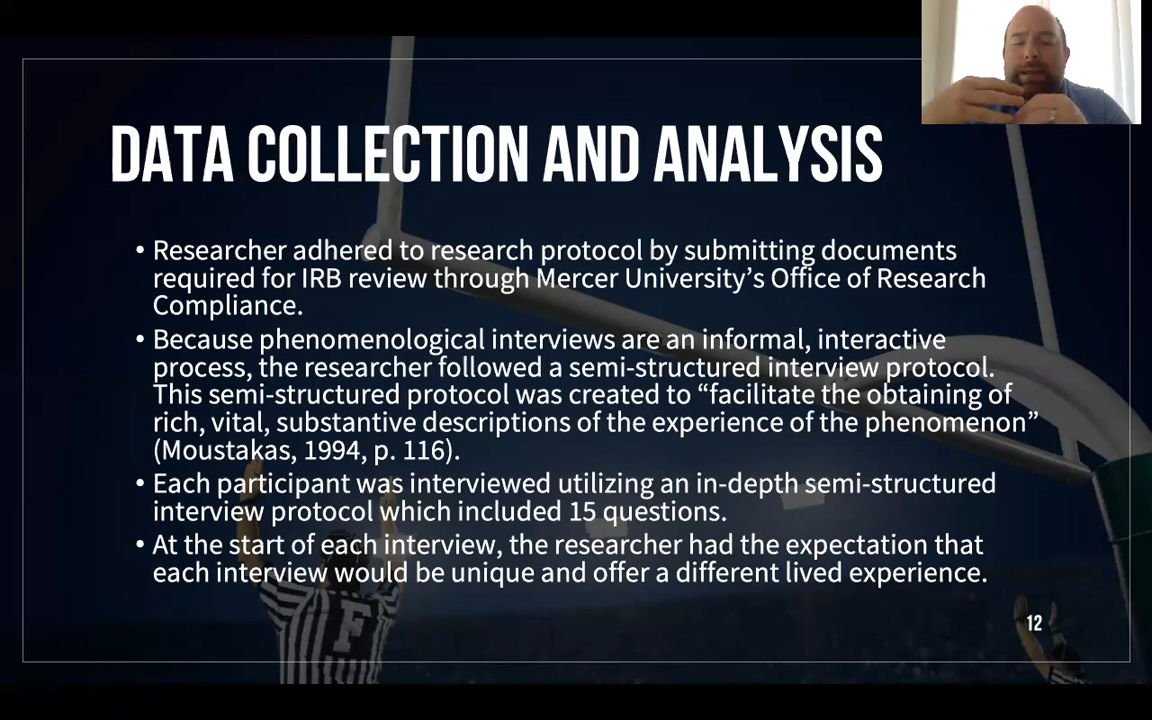 DATA COLLECTION AND ANALYSIS
• Researcher adhered to research protocol by submitting documents
required for IRB review through Mercer University’s Office of Research
Compliance.
• Because phenomenological interviews are an informal, interactive
process, the researcher followed a semi-structured interview protocol.
This semi-structured protocol was created to “facilitate the obtaining of
rich, vital, substantive descriptions of the experience of the phenomenon”
(Moustakas, 1994, p. 116).
• Each participant was interviewed utilizing an in-depth semi-structured
interview protocol which included 15 questions.
• At the start of each interview, the researcher had the expectation that
each interview would be unique and offer a different lived experience.
F
12